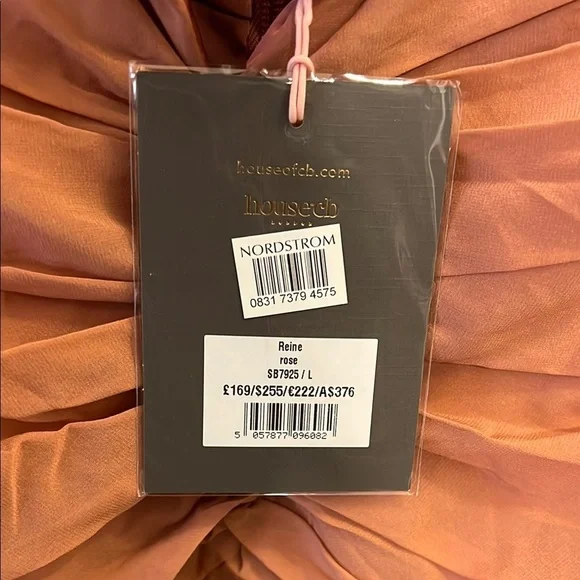 houseofcb.com
house of cb
LONDON
NORDSTROM
0831 7379 4575
Reine
rose
SB7925 / L
£169/$255/€222/A$376
5 057877 096082